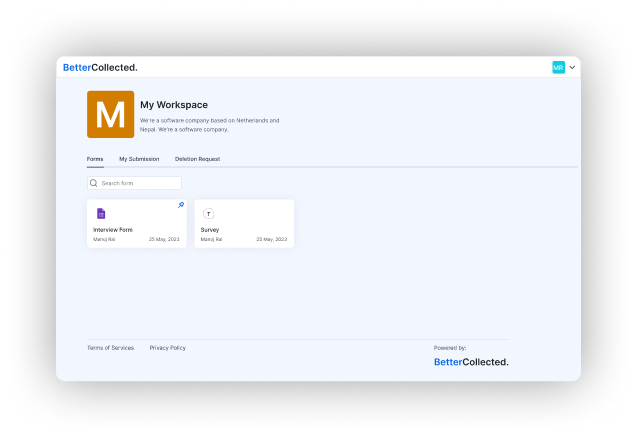 BetterCollected.
MR
M
My Workspace
We're a software company based on Netherlands and
Nepal. We're a software company.
Forms My Submission Deletion Request
Search form
Interview Form
Manoj Rai 25 May, 2023
T
Survey
Manoj Rai 25 May, 2023
Terms of Services Privacy Policy
Powered by:
BetterCollected.